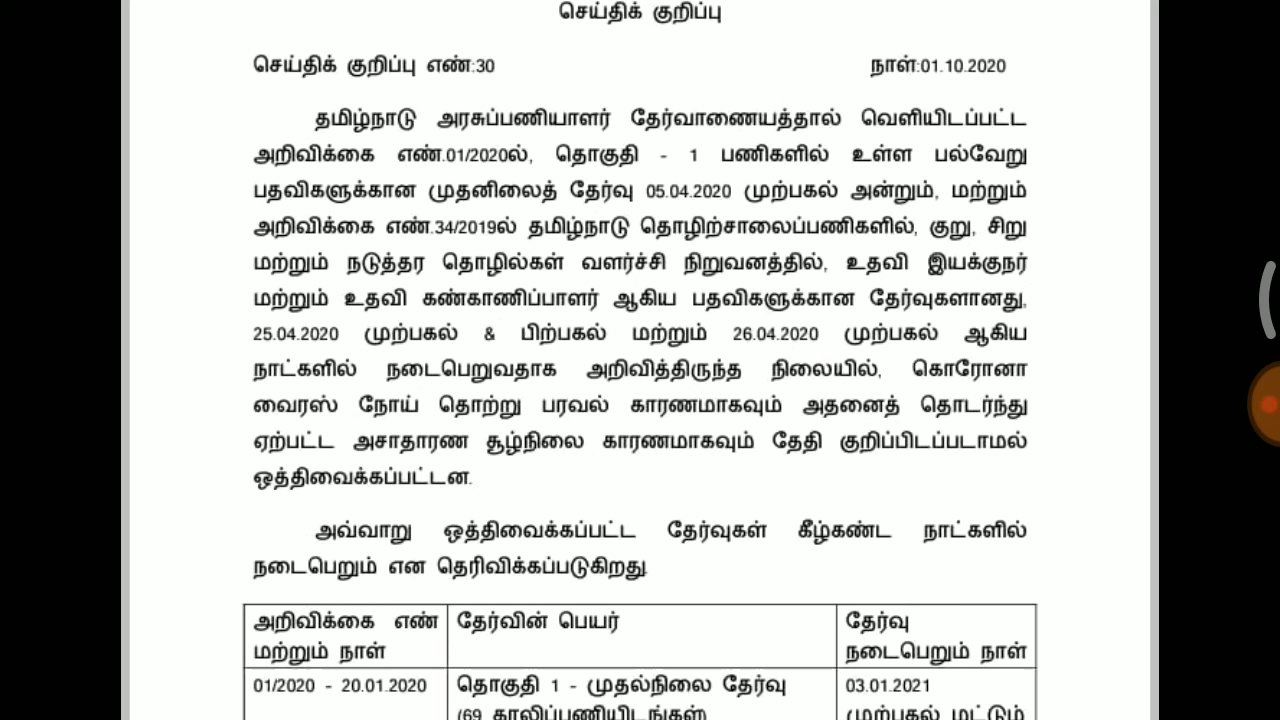 செய்திக் குறிப்பு
செய்திக் குறிப்பு எண்:30 நாள்:01.10.2020
தமிழ்நாடு அரசுப்பணியாளர் தேர்வாணையத்தால் வெளியிடப்பட்ட
அறிவிக்கை எண்.01/2020ல், தொகுதி - 1 பணிகளில் உள்ள பல்வேறு
பதவிகளுக்கான முதனிலைத் தேர்வு 05.04.2020 முற்பகல் அன்றும், மற்றும்
அறிவிக்கை எண்.34/2019ல் தமிழ்நாடு தொழிற்சாலைப்பணிகளில், குறு, சிறு
மற்றும் நடுத்தர தொழில்கள் வளர்ச்சி நிறுவனத்தில், உதவி இயக்குநர்
மற்றும் உதவி கண்காணிப்பாளர் ஆகிய பதவிகளுக்கான தேர்வுகளானது,
25.04.2020 முற்பகல் & பிற்பகல் மற்றும் 26.04.2020 முற்பகல் ஆகிய
நாட்களில் நடைபெறுவதாக அறிவித்திருந்த நிலையில், கொரோனா
வைரஸ் நோய் தொற்று பரவல் காரணமாகவும் அதனைத் தொடர்ந்து
ஏற்பட்ட அசாதாரண சூழ்நிலை காரணமாகவும் தேதி குறிப்பிடப்படாமல்
ஒத்திவைக்கப்பட்டன.
அவ்வாறு ஒத்திவைக்கப்பட்ட தேர்வுகள் கீழ்கண்ட நாட்களில்
நடைபெறும் என தெரிவிக்கப்படுகிறது.
அறிவிக்கை எண் தேர்வின் பெயர் தேர்வு
மற்றும் நாள் நடைபெறும் நாள்
01/2020 - 20.01.2020 தொகுதி 1 - முதல்நிலை தேர்வு 03.01.2021
(69 காலிப்பணியிடங்கள்) முற்பகல் மட்டும்